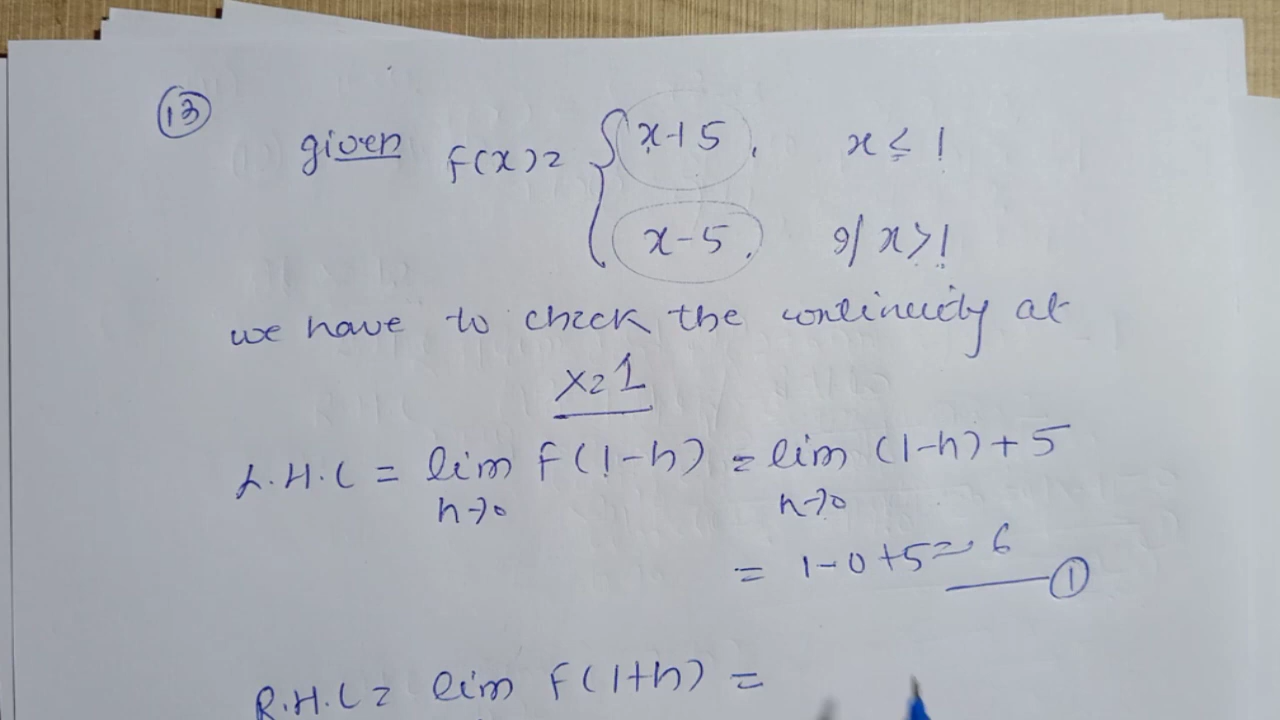 13
given f(x) = { x+5, x ≤ 1
x-5, if x>1
we have to check the continuity at
x=1
L.H.L = lim f(1-h) = lim (1-h)+5
h→0 h→0
= 1-0+5 = 6 —— ①
R.H.L = lim f(1+h) =